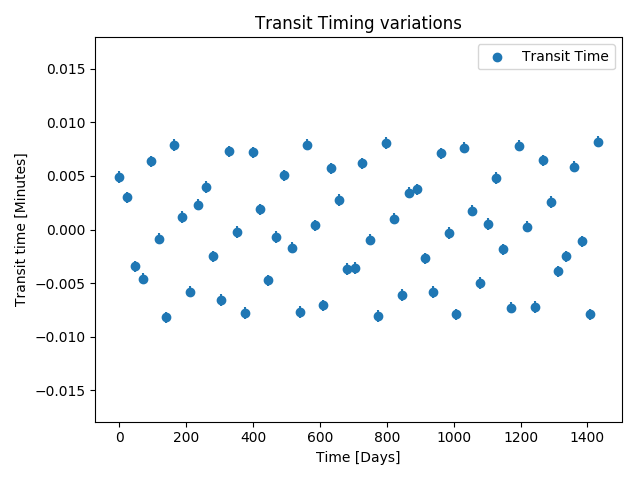 Transit Timing variations
Transit Time
0.015
0.010
0.005
0.000
−0.005
−0.010
−0.015
Transit time [Minutes]
0 200 400 600 800 1000 1200 1400
Time [Days]